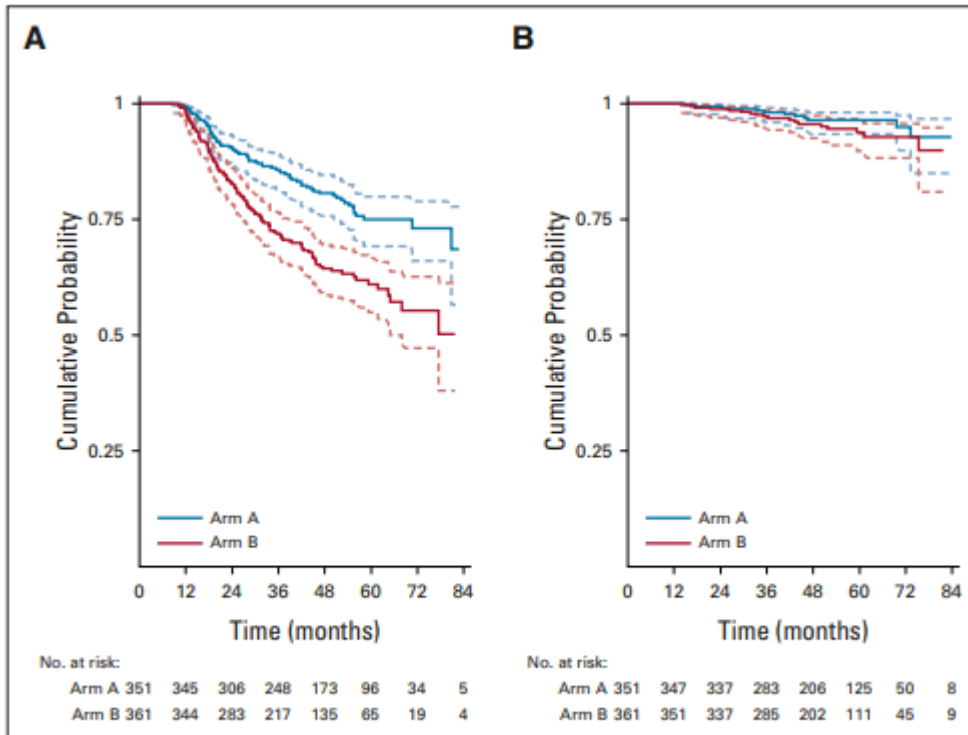 A
Cumulative Probability
1
0.75
0.5
0.25
Arm A
Arm B
0 12 24 36 48 60 72 84
Time (months)
No. at risk:
Arm A 351 345 306 248 173 96 34 5
Arm B 361 344 283 217 135 65 19 4
B
Cumulative Probability
1
0.75
0.5
0.25
Arm A
Arm B
0 12 24 36 48 60 72 84
Time (months)
No. at risk:
Arm A 351 347 337 283 206 125 50 8
Arm B 361 351 337 285 202 111 45 9